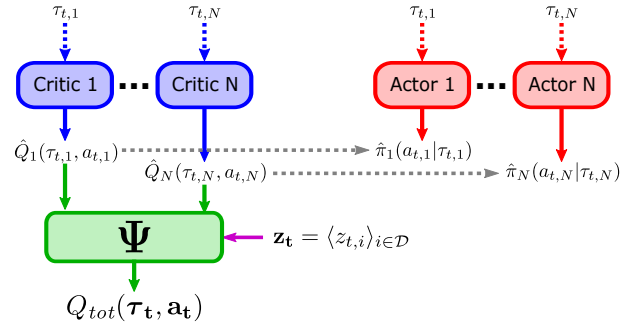 τ_{t,1} τ_{t,N} τ_{t,1} τ_{t,N}
Critic 1 ··· Critic N Actor 1 ··· Actor N
Q̂_1(τ_{t,1}, a_{t,1}) π̂_1(a_{t,1}|τ_{t,1})
Q̂_N(τ_{t,N}, a_{t,N}) π̂_N(a_{t,N}|τ_{t,N})
Ψ z_t = ⟨z_{t,i}⟩_{i∈𝒟}
Q_{tot}(τ_t, a_t)